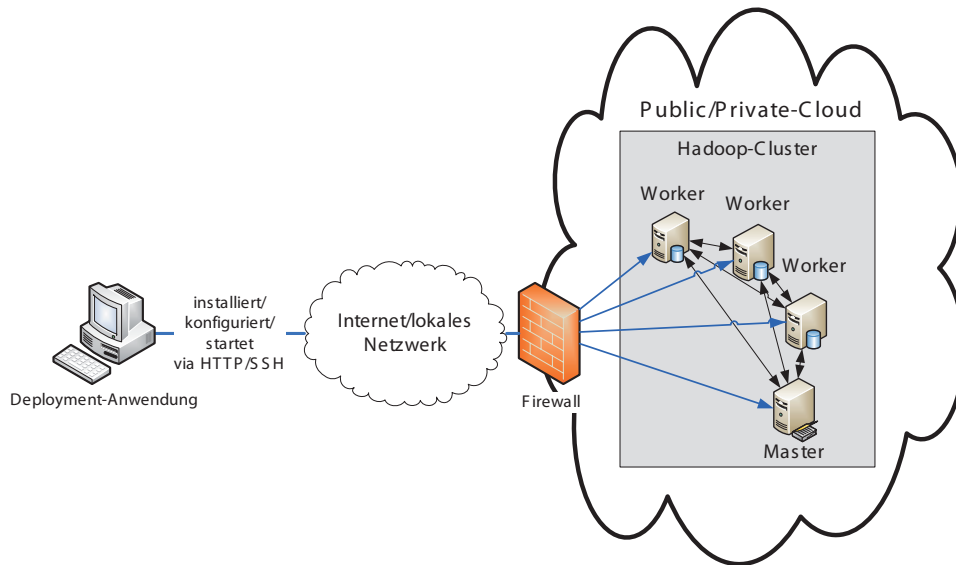 Public/Private-Cloud
Hadoop-Cluster
Worker
Worker
Worker
installiert/
konfiguriert/
startet
via HTTP/SSH
Internet/lokales
Netzwerk
Deployment-Anwendung
Firewall
Master